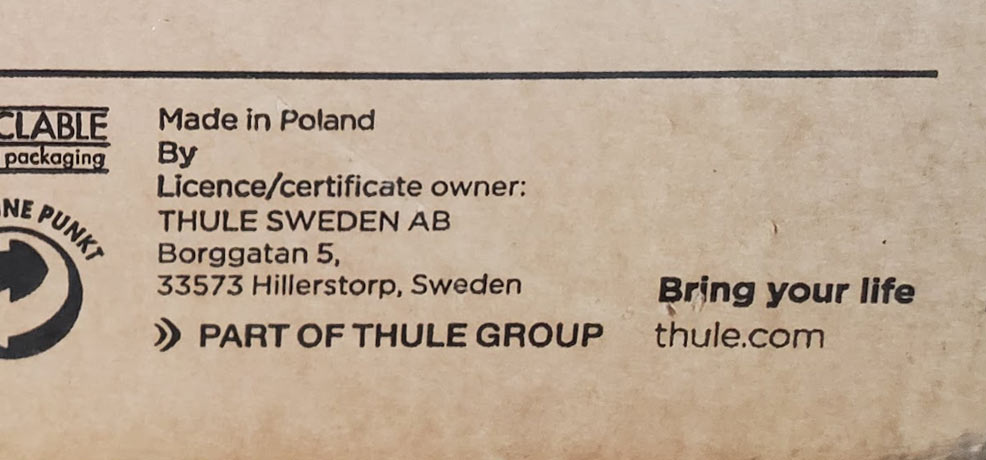 CLABLE
packaging
NE PUNKT
Made in Poland
By
Licence/certificate owner:
THULE SWEDEN AB
Borggatan 5,
33573 Hillerstorp, Sweden
PART OF THULE GROUP
Bring your life
thule.com